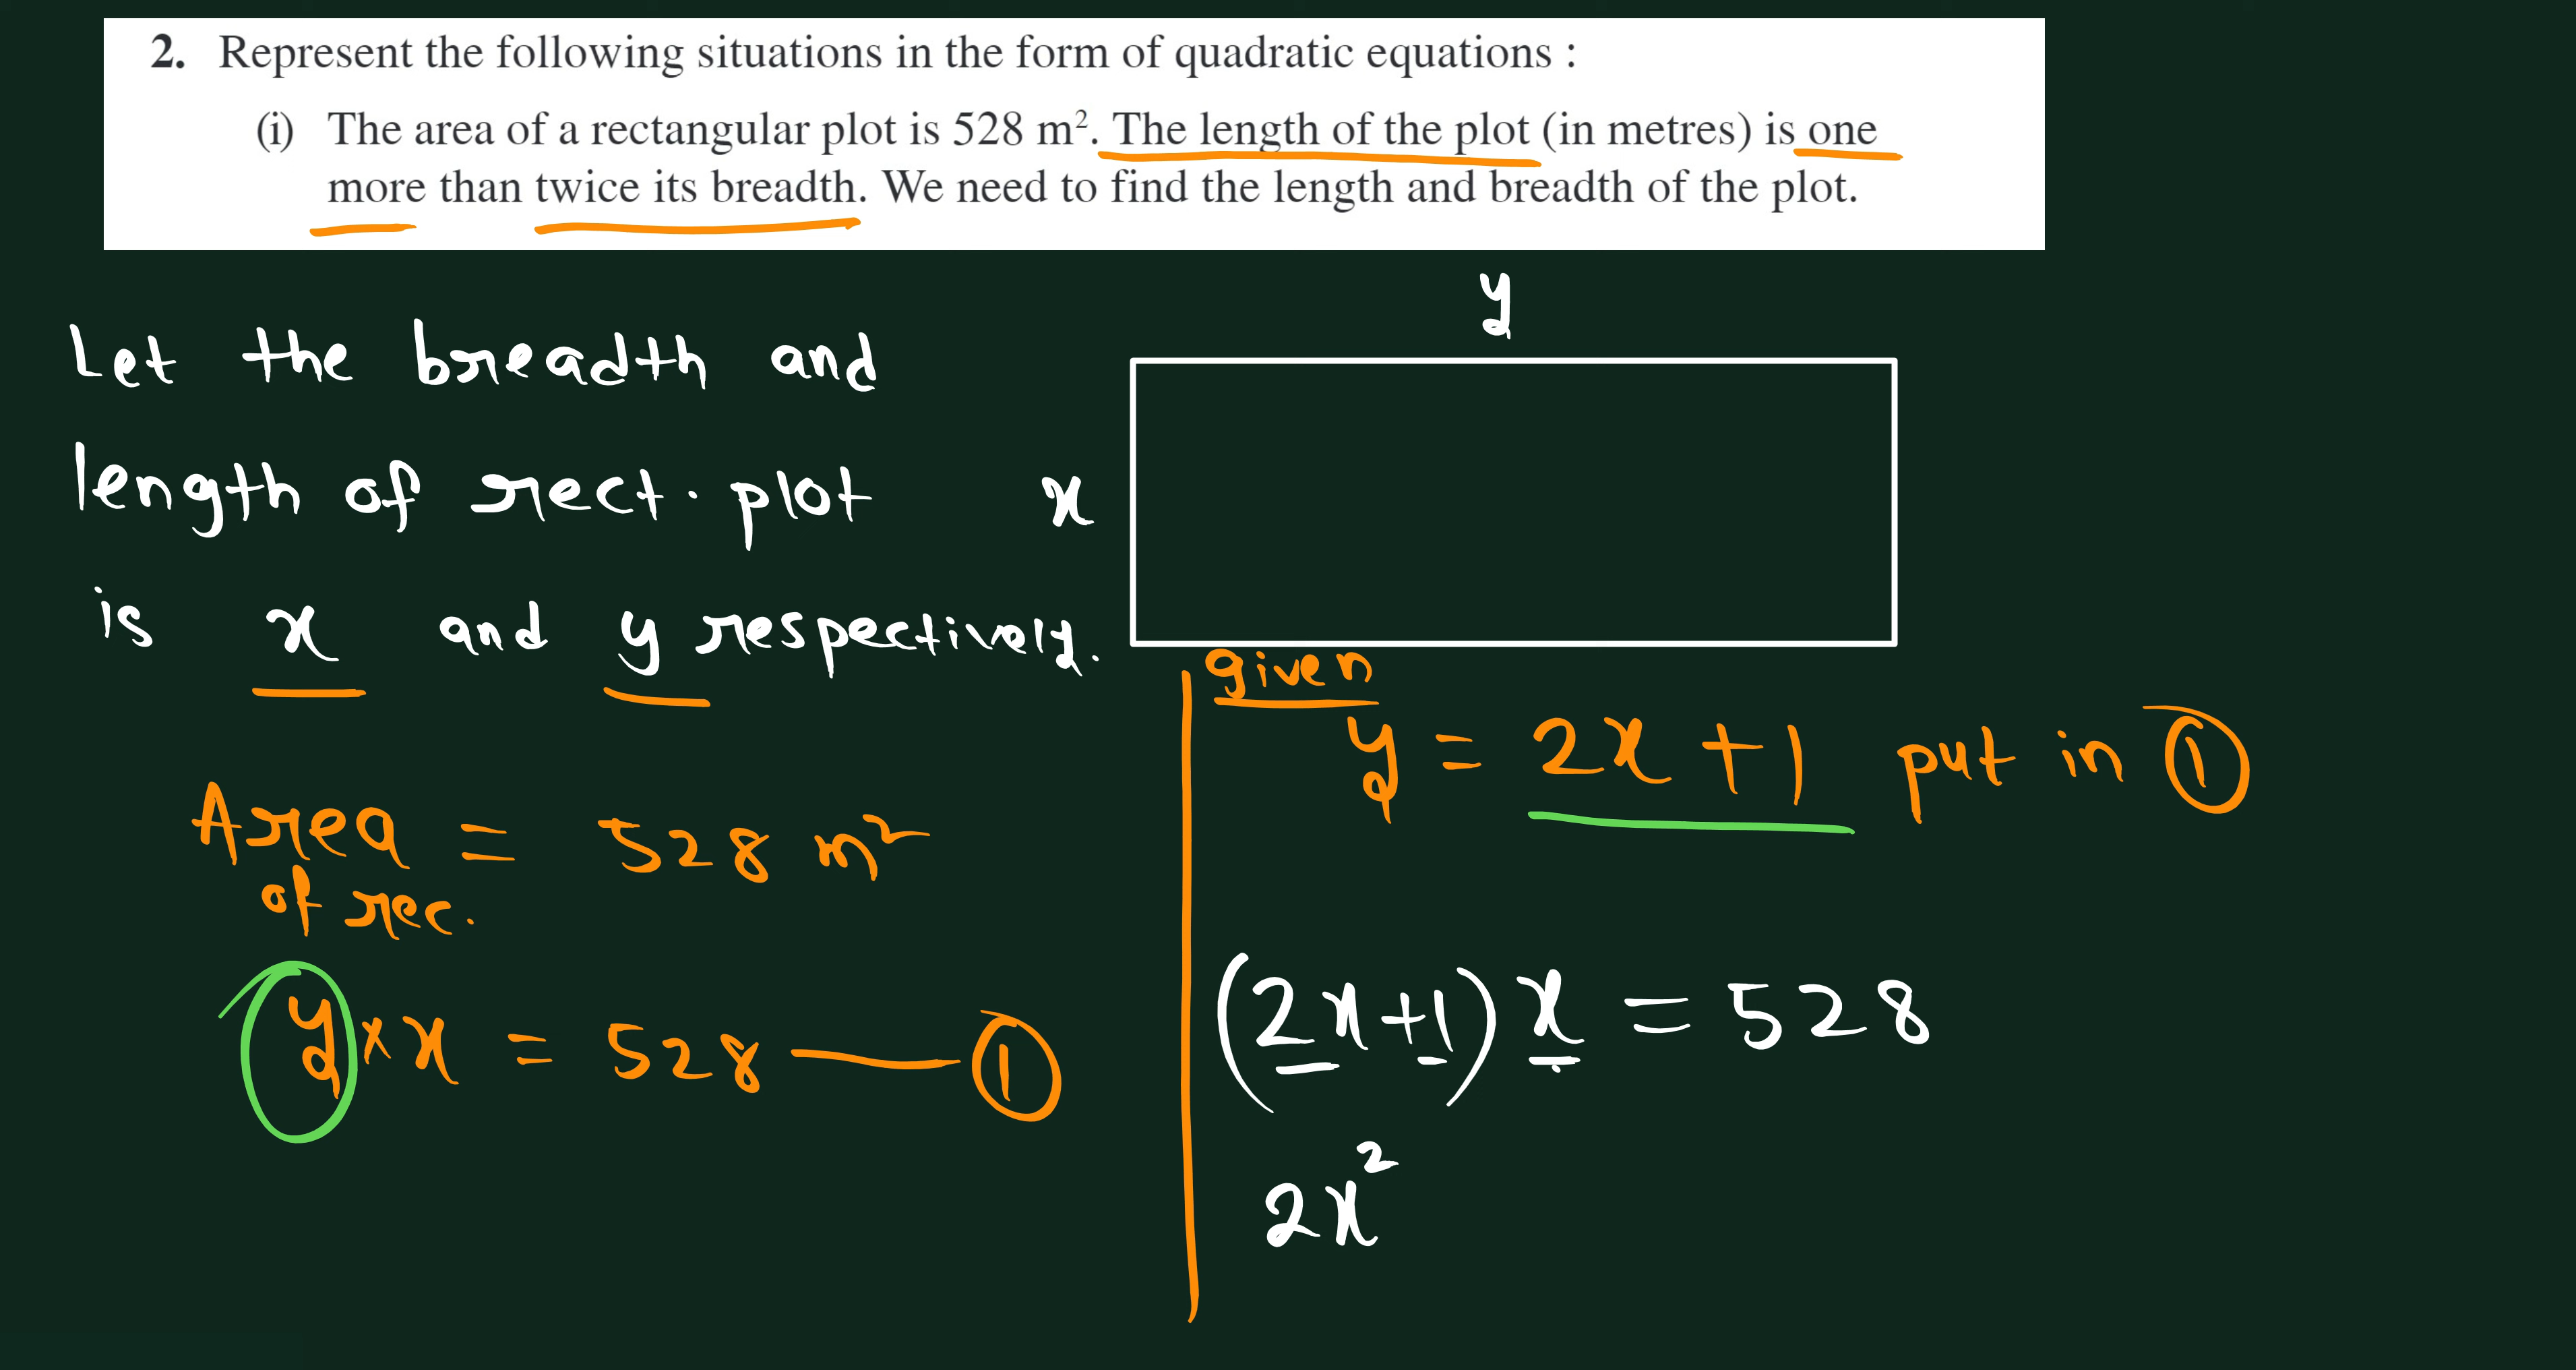 2. Represent the following situations in the form of quadratic equations :
(i) The area of a rectangular plot is 528 m². The length of the plot (in metres) is one
more than twice its breadth. We need to find the length and breadth of the plot.
y
Let the breadth and
length of rect. plot
x
is x and y respectively.
Area = 528 m²
of rec.
y × x = 528 — ①
given
y = 2x + 1 put in ①
(2x+1) x = 528
2x²